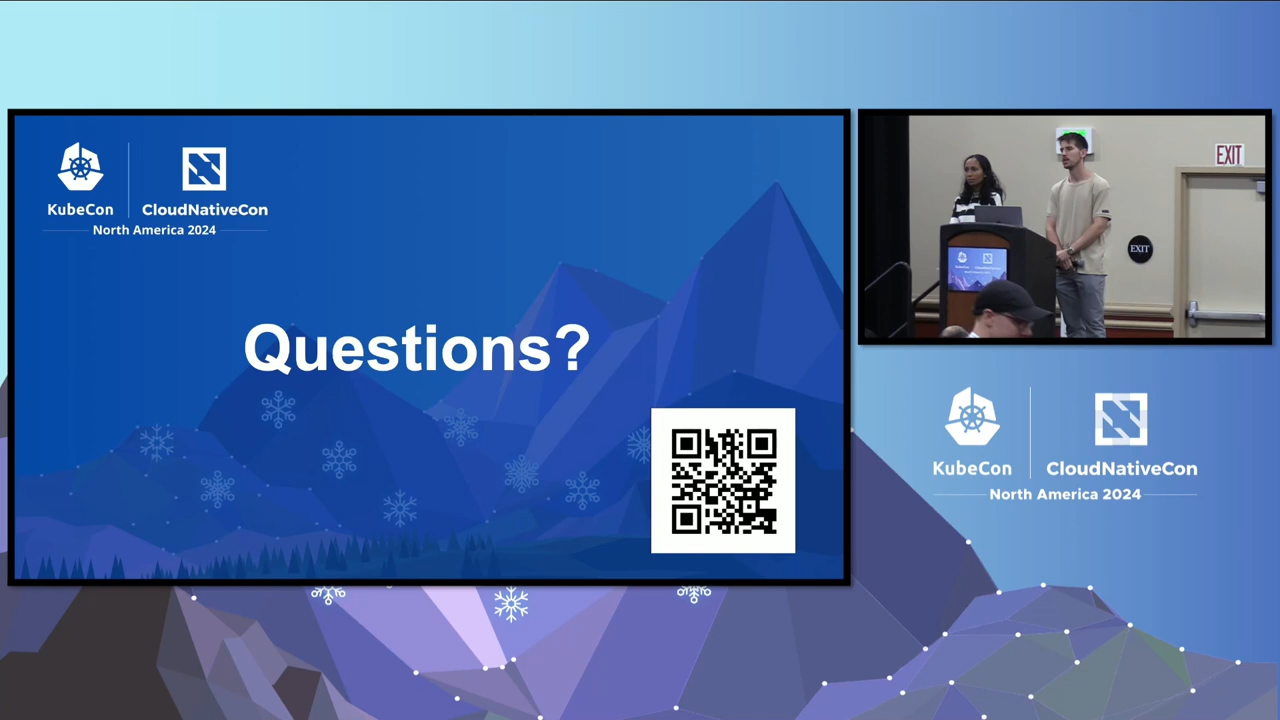 KubeCon
CloudNativeCon
North America 2024
Questions?
EXIT
EXIT
KubeCon
CloudNativeCon
North America 2024